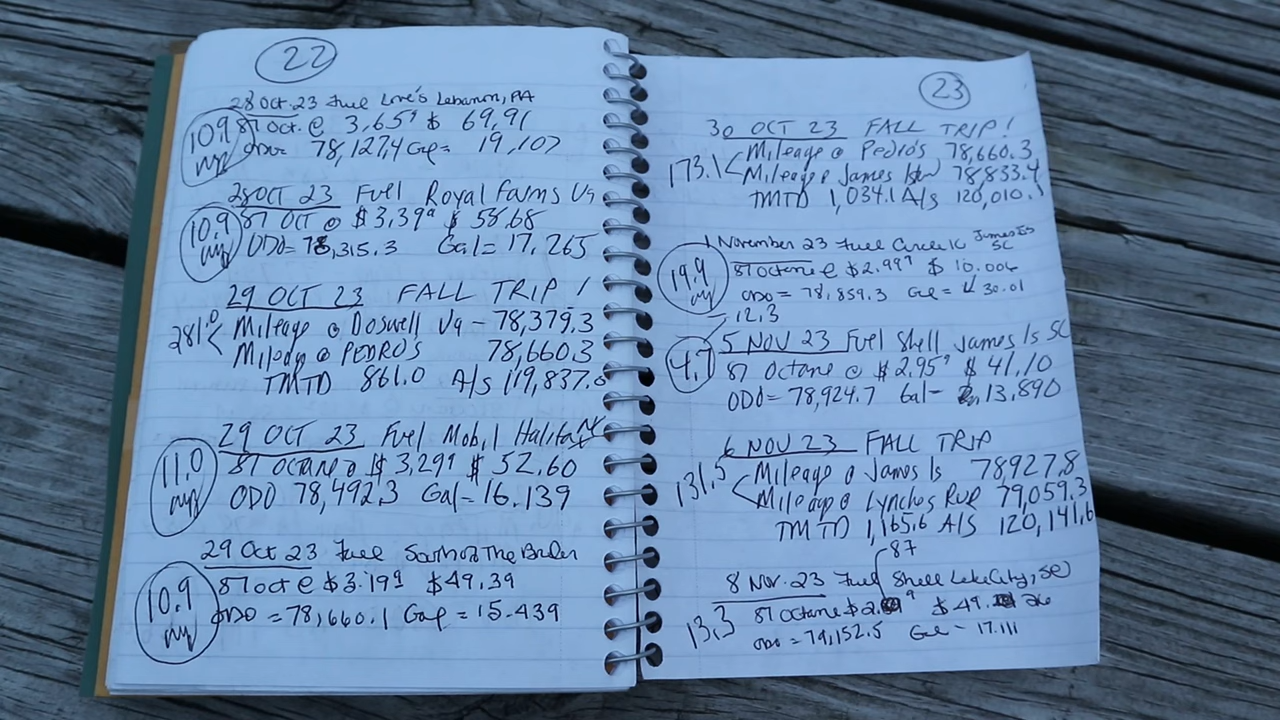 22
28 Oct. 23 Fuel Love's Lebanon, PA
10.9 mpg
87 Oct. @ 3.65⁹ $ 69.91
78,127.4 Gal = 19.107
28 OCT 23 Fuel Royal Farms Va
10.9 mpg
87 OCT @ $3.39⁹ $ 58.68
ODO = 78,315.3 Gal = 17.265
29 OCT 23 FALL TRIP!
281.0 < Mileage @ Doswell Va - 78,379.3
Mileage @ PEDRO'S 78,660.3
TMTD 861.0 A/S 119,837.0
29 OCT 23 Fuel Mobil Halifax NC
11.0 mpg
87 Octane @ $3.29⁹ $ 52.60
ODO 78,492.3 Gal = 16.139
29 Oct 23 Fuel South of The Border
10.9 mpg
87 Oct @ $3.19⁹ $49.39
ODO = 78,660.1 Gal = 15.439
23
30 OCT 23 FALL TRIP!
173.1 < Mileage @ Pedro's 78,660.3
Mileage @ James Isl 78,833.4
TMTD 1,034.1 A/S 120,010.1
1 November 23 Fuel Circle K James Is SC
19.9 mpg
87 Octane @ $2.99⁹ $ 10.006
ODO = 78,859.3 Gal = 30.01
12.3
5 NOV 23 Fuel Shell James Is SC
4.7
87 Octane @ $2.95⁹ $41.10
ODO = 78,924.7 Gal - 13.890
6 NOV 23 FALL TRIP
131.5 < Mileage @ James Is 78927.8
Mileage @ Lynches RVR 79,059.3
TMTD 1,165.6 A/S 120,141.6
87
8 Nov. 23 Fuel Shell Lake City, SC
13.3
87 Octane $2. ⁹ $49. 26
ODO = 79,152.5 Gal - 17.111